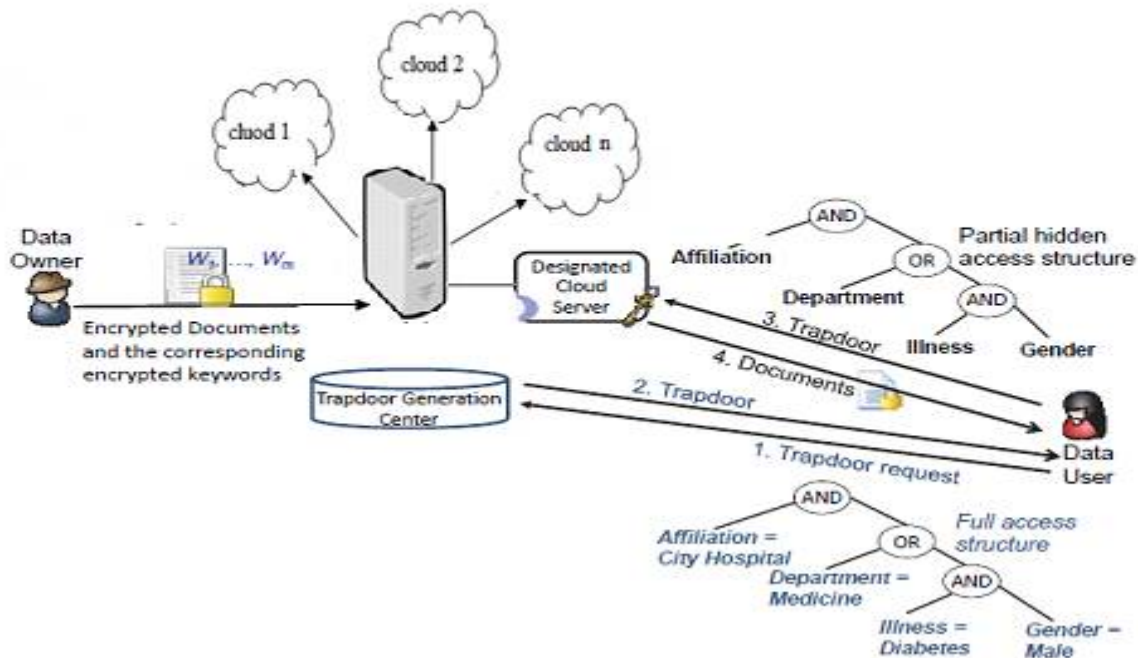 cloud 2
cluod 1
cloud n
Data
Owner
W₁, ..., Wₘ
Encrypted Documents
and the corresponding
encrypted keywords
Designated
Cloud
Server
AND
Affiliation
OR
Partial hidden
access structure
Department
AND
Illness
Gender
3. Trapdoor
4. Documents
Trapdoor Generation
Center
2. Trapdoor
1. Trapdoor request
Data
User
AND
Affiliation =
City Hospital
OR
Full access
structure
Department =
Medicine
AND
Illness =
Diabetes
Gender =
Male